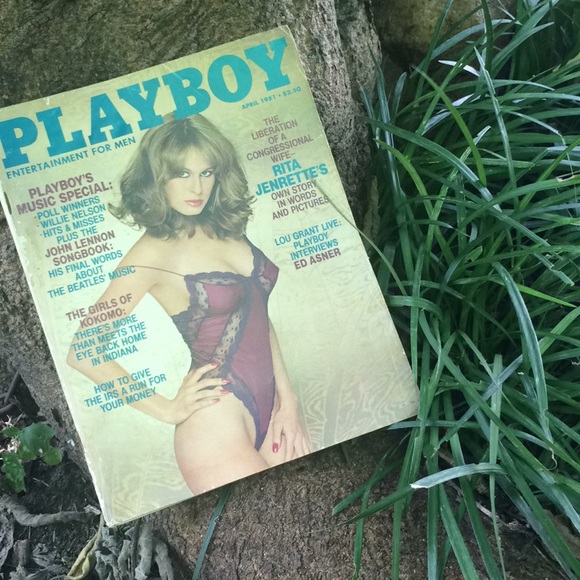 PLAYBOY
ENTERTAINMENT FOR MEN
APRIL 1981 • $2.50
PLAYBOY'S
MUSIC SPECIAL:
•POLL WINNERS
•WILLIE NELSON
•HITS & MISSES
PLUS THE
JOHN LENNON
SONGBOOK:
HIS FINAL WORDS
ABOUT
THE BEATLES' MUSIC
THE GIRLS OF
KOKOMO:
THERE'S MORE
THAN MEETS THE
EYE BACK HOME
IN INDIANA
HOW TO GIVE
THE IRS A RUN FOR
YOUR MONEY
THE
LIBERATION
OF A
CONGRESSIONAL
WIFE—
RITA
JENRETTE'S
OWN STORY
IN WORDS
AND PICTURES
LOU GRANT LIVE:
PLAYBOY
INTERVIEWS
ED ASNER